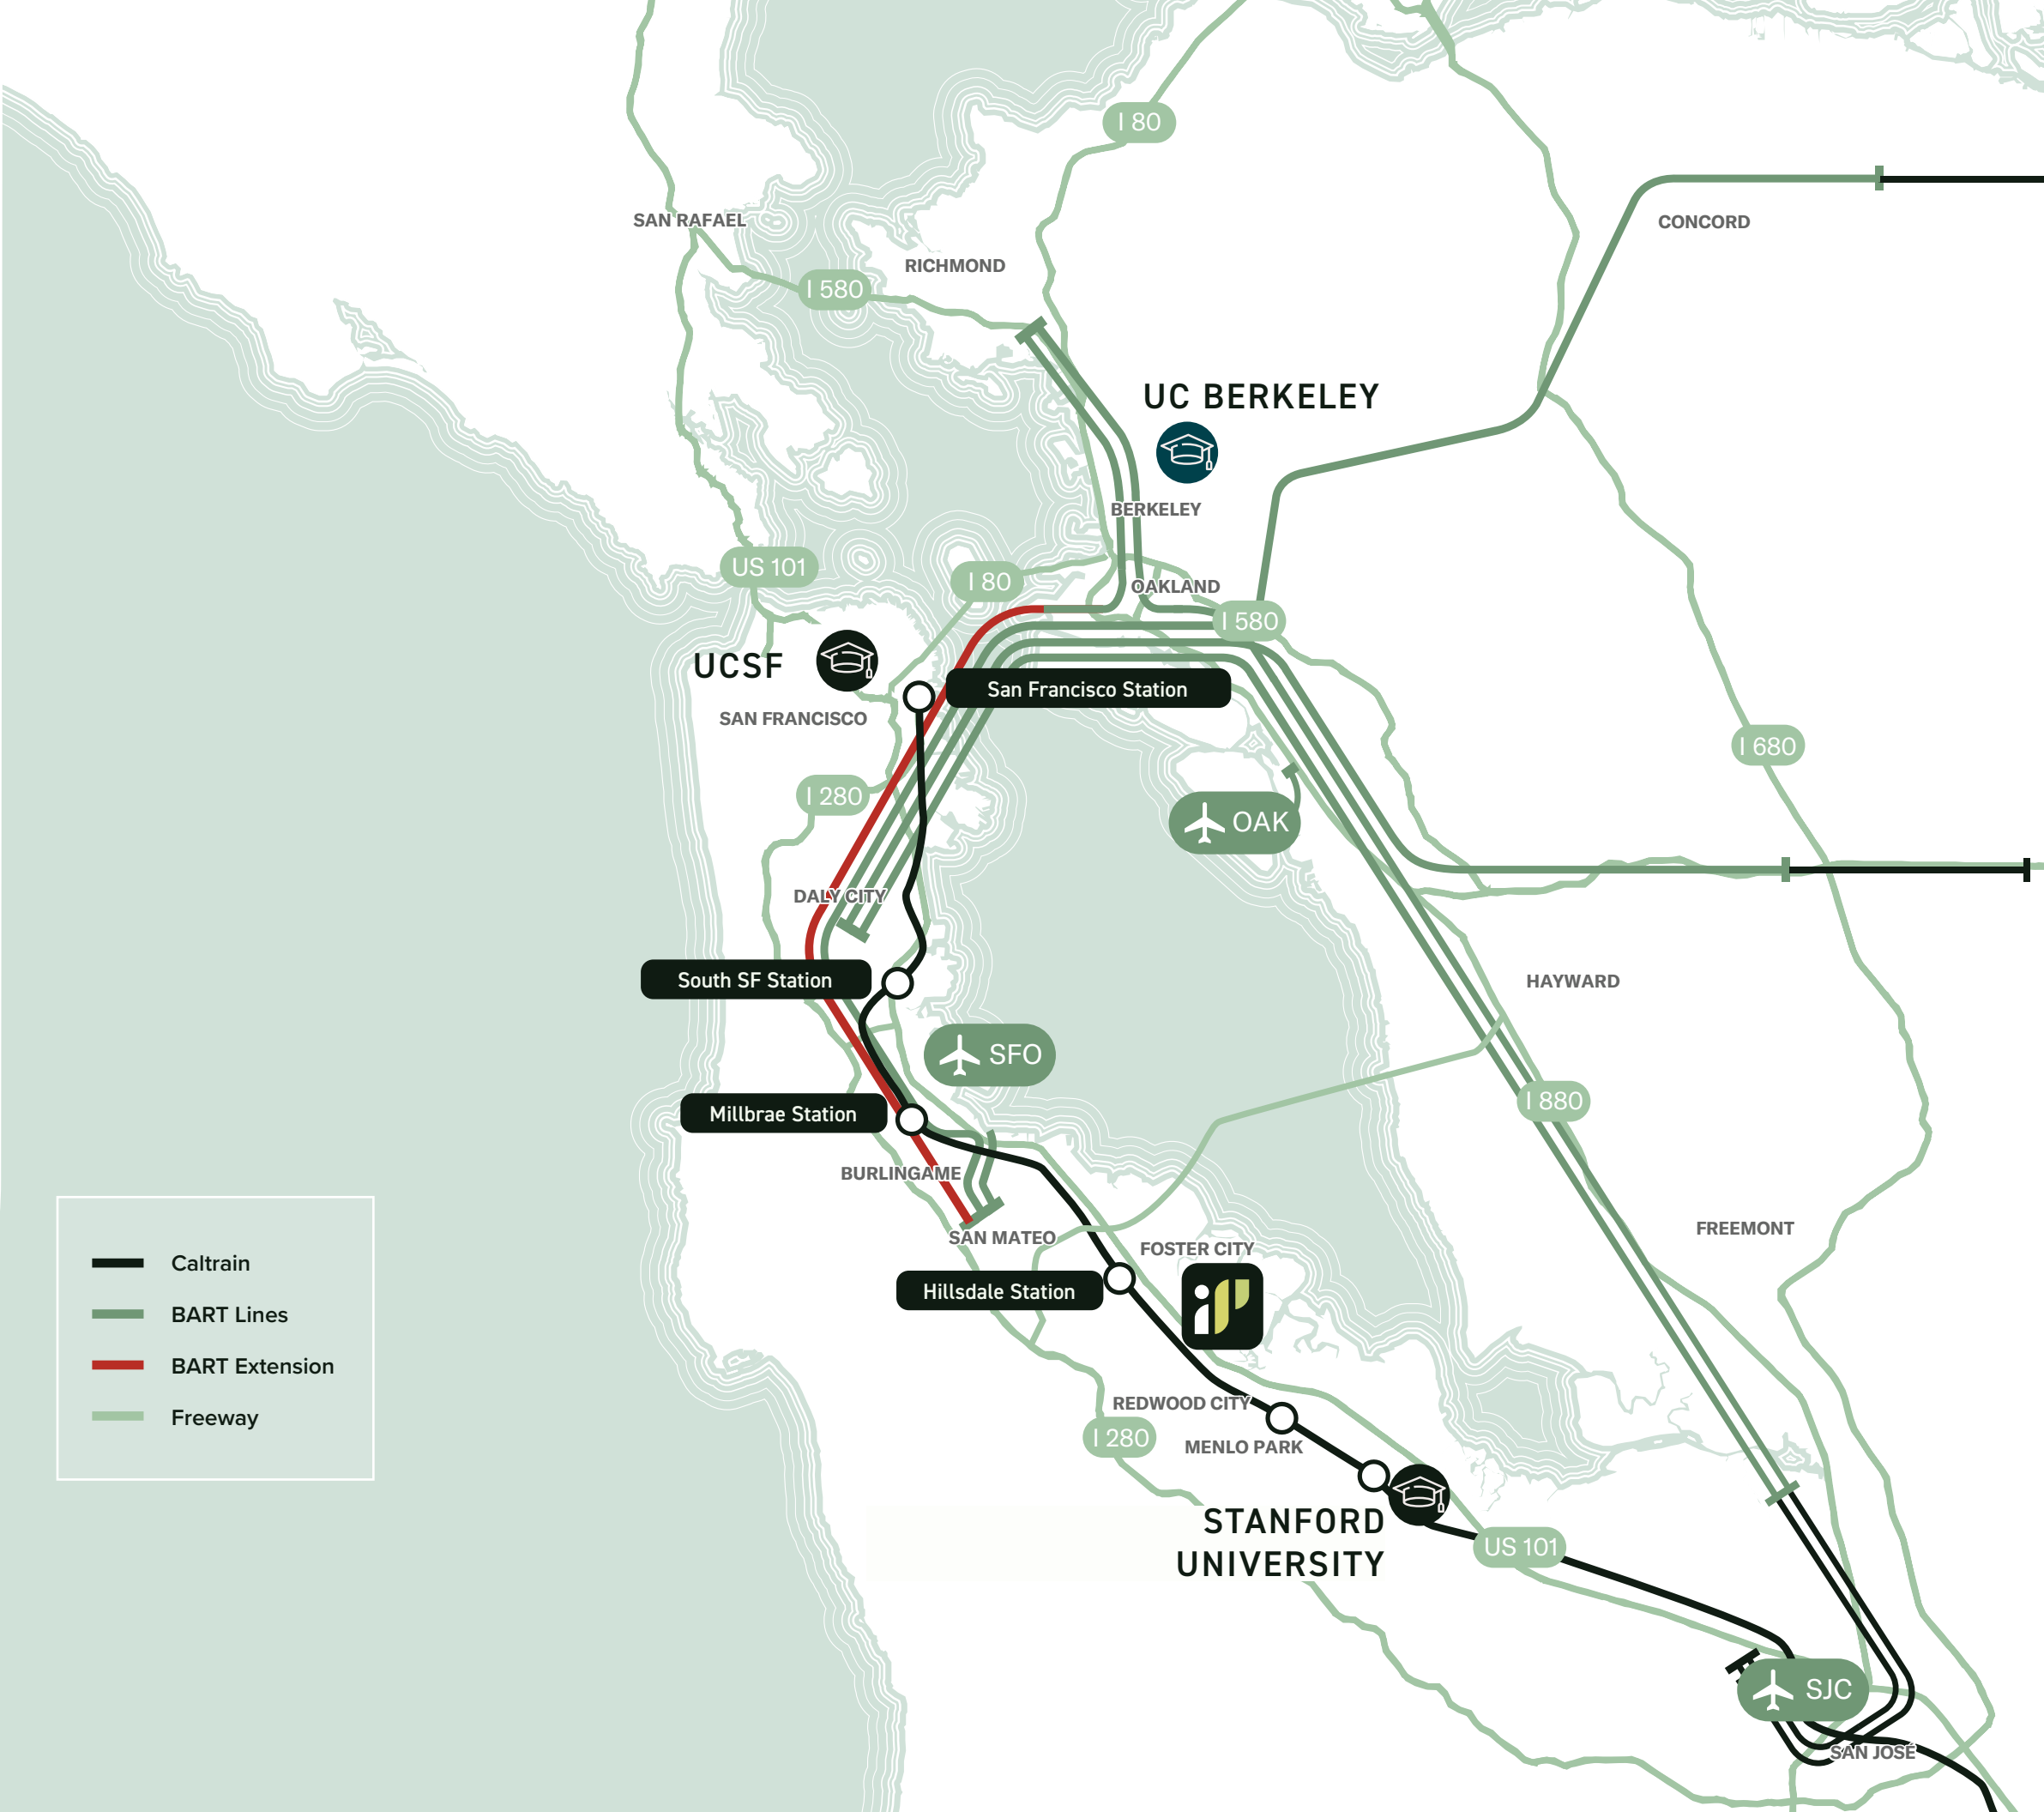 I 80
SAN RAFAEL
CONCORD
RICHMOND
I 580
UC BERKELEY
BERKELEY
US 101
I 80
OAKLAND
I 580
UCSF
San Francisco Station
SAN FRANCISCO
I 680
I 280
OAK
DALY CITY
South SF Station
HAYWARD
SFO
I 880
Millbrae Station
BURLINGAME
FREEMONT
SAN MATEO
FOSTER CITY
Hillsdale Station
Caltrain
BART Lines
BART Extension
Freeway
REDWOOD CITY
I 280
MENLO PARK
STANFORD
UNIVERSITY
US 101
SJC
SAN JOSÉ